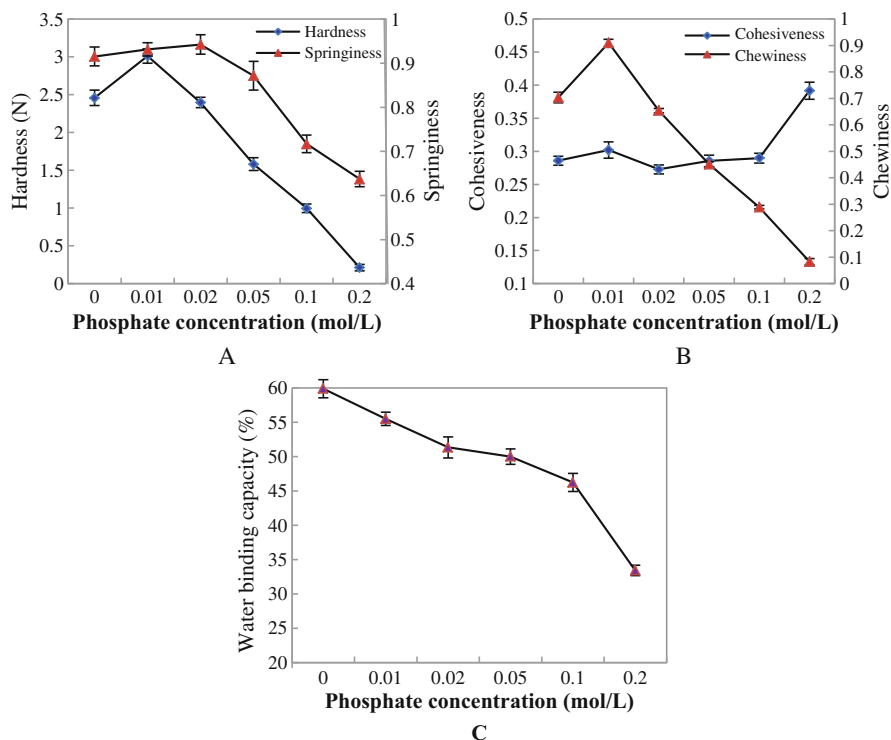 3.5
3
2.5
2
1.5
1
0.5
0
Hardness (N)
Hardness
Springiness
1
0.9
0.8
0.7
0.6
0.5
0.4
Springiness
0 0.01 0.02 0.05 0.1 0.2
Phosphate concentration (mol/L)
A
0.5
0.45
0.4
0.35
0.3
0.25
0.2
0.15
0.1
Cohesiveness
Cohesiveness
Chewiness
1
0.9
0.8
0.7
0.6
0.5
0.4
0.3
0.2
0.1
0
Chewiness
0 0.01 0.02 0.05 0.1 0.2
Phosphate concentration (mol/L)
B
60
55
50
45
40
35
30
25
20
Water binding capacity (%)
0 0.01 0.02 0.05 0.1 0.2
Phosphate concentration (mol/L)
C